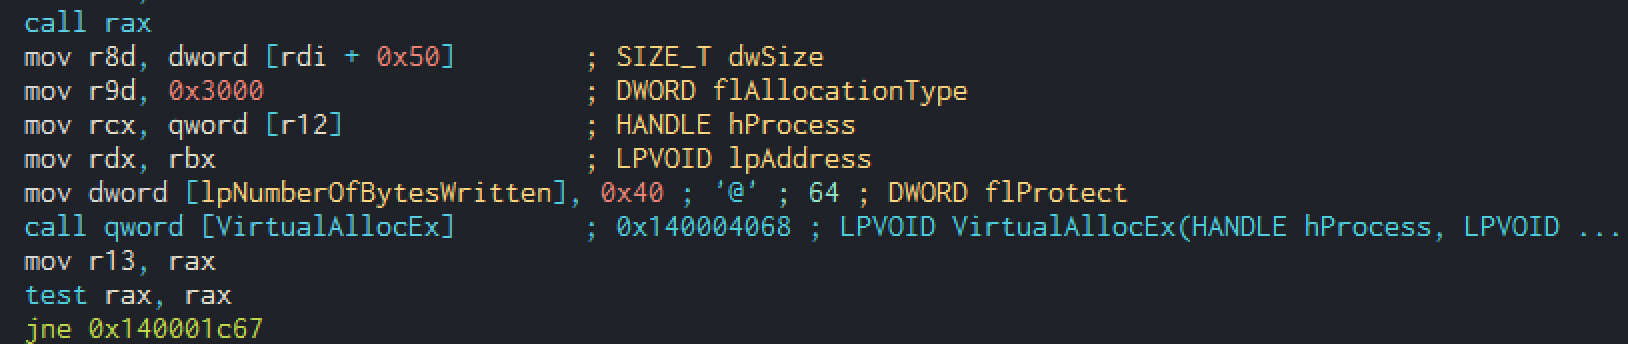 call rax
mov r8d, dword [rdi + 0x50] ; SIZE_T dwSize
mov r9d, 0x3000 ; DWORD flAllocationType
mov rcx, qword [r12] ; HANDLE hProcess
mov rdx, rbx ; LPVOID lpAddress
mov dword [lpNumberOfBytesWritten], 0x40 ; '@' ; 64 ; DWORD flProtect
call qword [VirtualAllocEx] ; 0x140004068 ; LPVOID VirtualAllocEx(HANDLE hProcess, LPVOID ...
mov r13, rax
test rax, rax
jne 0x140001c67